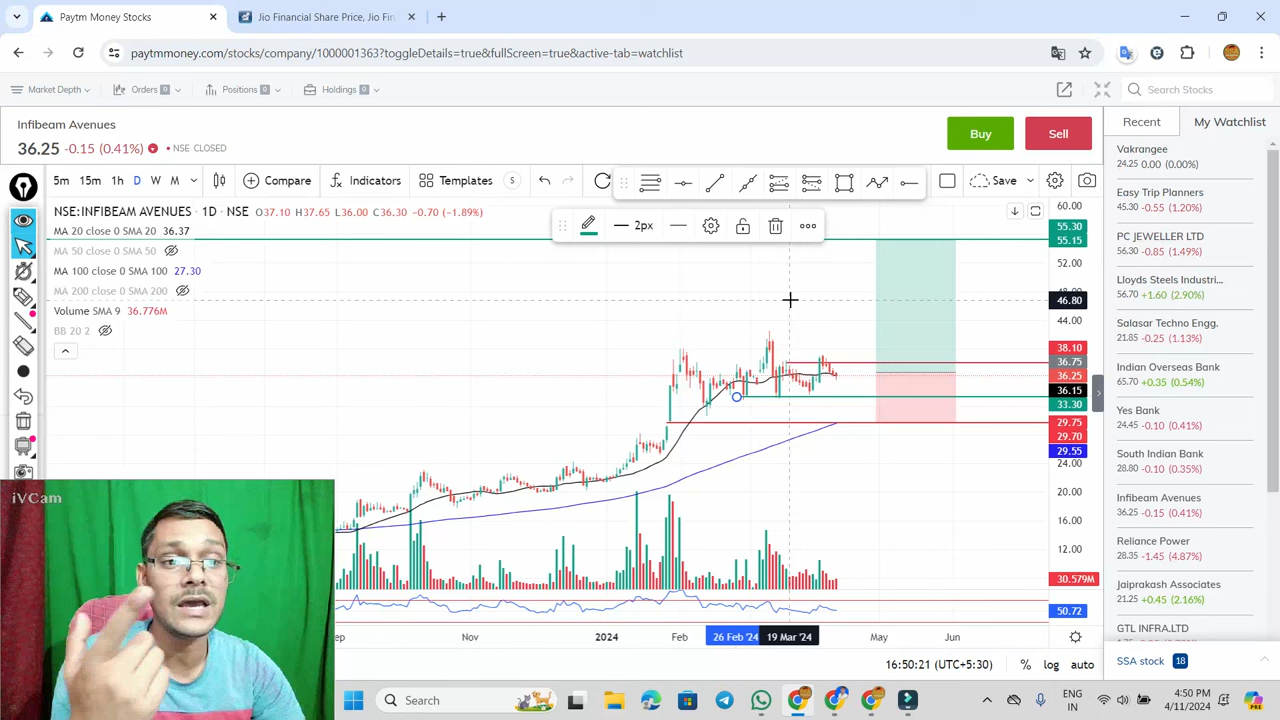 Paytm Money Stocks
Jio Financial Share Price, Jio Fin
paytmmoney.com/stocks/company/1000001363?toggleDetails=true&fullScreen=true&active-tab=watchlist
Market Depth
Orders 0
Positions 0
Holdings 0
Search Stocks
Infibeam Avenues
36.25 -0.15 (0.41%) • NSE CLOSED
Buy
Sell
Recent
My Watchlist
5m 15m 1h D W M
Compare
Indicators
Templates
S
Save
2px
NSE:INFIBEAM AVENUES • 1D • NSE O37.10 H37.65 L36.00 C36.30 -0.70 (-1.89%)
MA 20 close 0 SMA 20 36.37
MA 50 close 0 SMA 50
MA 100 close 0 SMA 100 27.30
MA 200 close 0 SMA 200
Volume SMA 9 36.776M
BB 20 2
60.00
55.30
55.15
52.00
46.80
44.00
38.10
36.75
36.25
36.15
33.30
29.75
29.70
29.55
24.00
20.00
16.00
12.00
30.579M
50.72
Nov
2024
Feb
26 Feb '24
19 Mar '24
May
Jun
16:50:21 (UTC+5:30)
% log auto
Vakrangee
24.25 0.00 (0.00%)
Easy Trip Planners
45.30 -0.55 (1.20%)
PC JEWELLER LTD
56.30 -0.85 (1.49%)
Lloyds Steels Industri...
56.70 +1.60 (2.90%)
Salasar Techno Engg.
21.85 -0.25 (1.13%)
Indian Overseas Bank
65.70 +0.35 (0.54%)
Yes Bank
24.45 -0.10 (0.41%)
South Indian Bank
28.80 -0.10 (0.35%)
Infibeam Avenues
36.25 -0.15 (0.41%)
Reliance Power
28.35 -1.45 (4.87%)
Jaiprakash Associates
21.25 +0.45 (2.16%)
GTL INFRA.LTD
SSA stock 18
iVCam
Search
ENG
IN
4:50 PM
4/11/2024